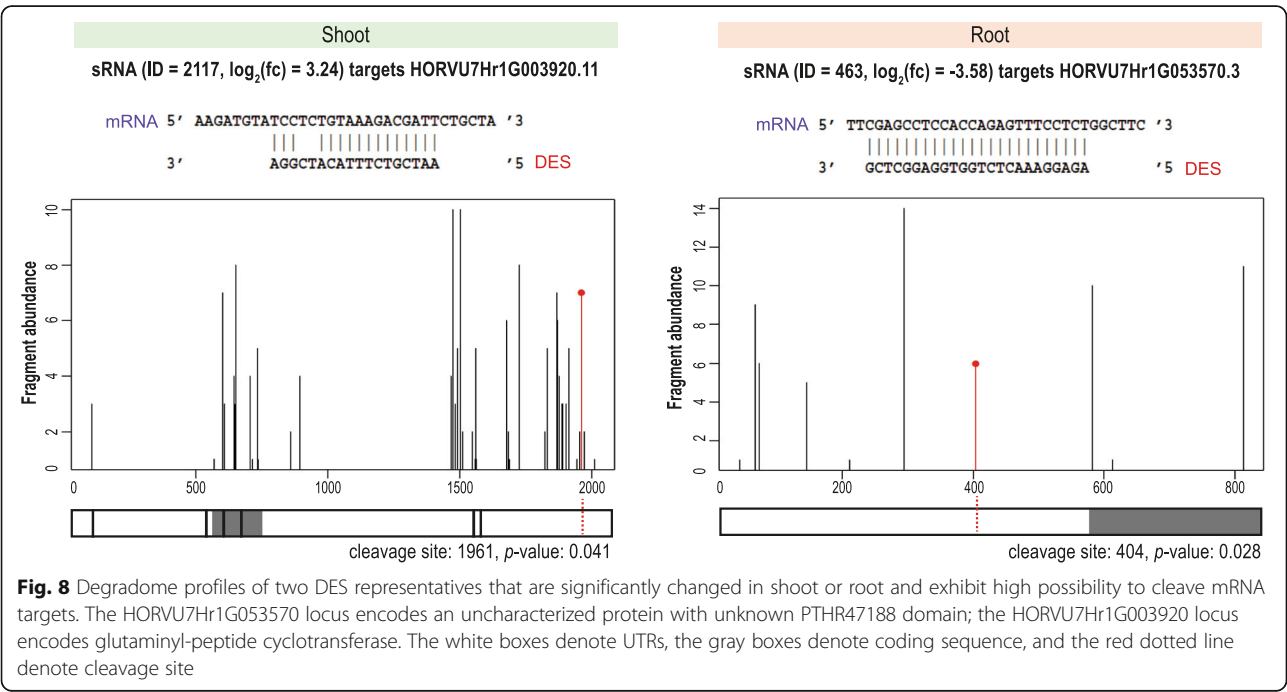 Shoot
sRNA (ID = 2117, log2(fc) = 3.24) targets HORVU7Hr1G003920.11
mRNA 5’ AAGATGTATCCTCTGTAAAGACGATTCTGCTA ’3
3’ AGGCTACATTTCTGCTAA ’5 DES
Fragment abundance
10
8
6
4
2
0
0 500 1000 1500 2000
cleavage site: 1961, p-value: 0.041
Root
sRNA (ID = 463, log2(fc) = -3.58) targets HORVU7Hr1G053570.3
mRNA 5’ TTCGAGCCTCCACCAGAGTTTCCTCTGGCTTC ’3
3’ GCTCGGAGGTGGTCTCAAAGGAGA ’5 DES
Fragment abundance
14
12
10
8
6
4
2
0
0 200 400 600 800
cleavage site: 404, p-value: 0.028
Fig. 8 Degradome profiles of two DES representatives that are significantly changed in shoot or root and exhibit high possibility to cleave mRNA
targets. The HORVU7Hr1G053570 locus encodes an uncharacterized protein with unknown PTHR47188 domain; the HORVU7Hr1G003920 locus
encodes glutaminyl-peptide cyclotransferase. The white boxes denote UTRs, the gray boxes denote coding sequence, and the red dotted line
denote cleavage site